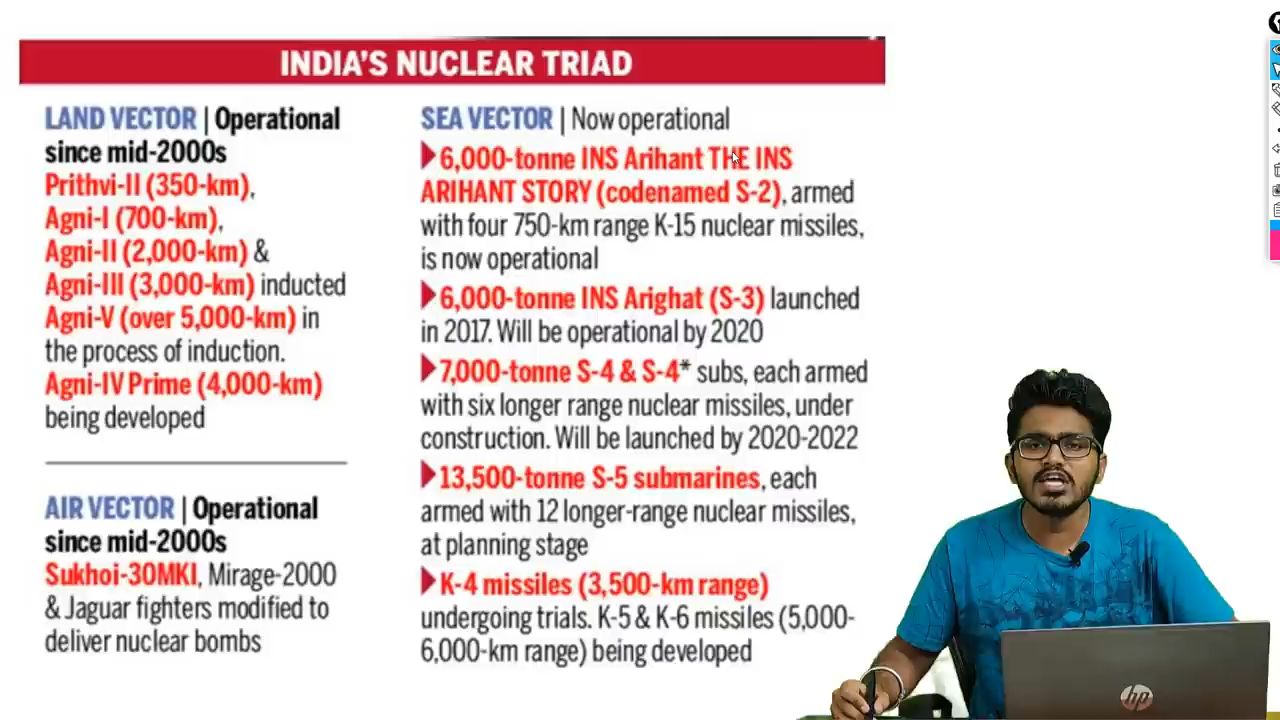 INDIA'S NUCLEAR TRIAD
LAND VECTOR | Operational
since mid-2000s
Prithvi-II (350-km),
Agni-I (700-km),
Agni-II (2,000-km) &
Agni-III (3,000-km) inducted
Agni-V (over 5,000-km) in
the process of induction.
Agni-IV Prime (4,000-km)
being developed
AIR VECTOR | Operational
since mid-2000s
Sukhoi-30MKI, Mirage-2000
& Jaguar fighters modified to
deliver nuclear bombs
SEA VECTOR | Now operational
6,000-tonne INS Arihant THE INS
ARIHANT STORY (codenamed S-2), armed
with four 750-km range K-15 nuclear missiles,
is now operational
6,000-tonne INS Arighat (S-3) launched
in 2017. Will be operational by 2020
7,000-tonne S-4 & S-4* subs, each armed
with six longer range nuclear missiles, under
construction. Will be launched by 2020-2022
13,500-tonne S-5 submarines, each
armed with 12 longer-range nuclear missiles,
at planning stage
K-4 missiles (3,500-km range)
undergoing trials. K-5 & K-6 missiles (5,000-
6,000-km range) being developed
hp